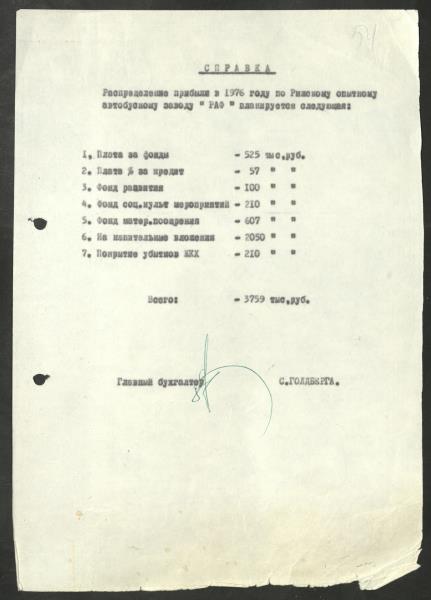 СПРАВКА
Распределение прибыли в 1976 году по Рижскому опытному
автобусному заводу " РАФ " планируется следующая:
1. Плата за фонды - 525 тыс.руб.
2. Плата % за кредит - 57 " "
3. Фонд развития - 100 " "
4. Фонд соц.культ мероприятий - 210 " "
5. Фонд матер.поощрения - 607 " "
6. На капитальные вложения - 2050 " "
7. Покрытие убытков ЖКХ - 210 " "
Всего: - 3759 тыс.руб.
Главный бухгалтер С.ГОЛДБЕРГА.